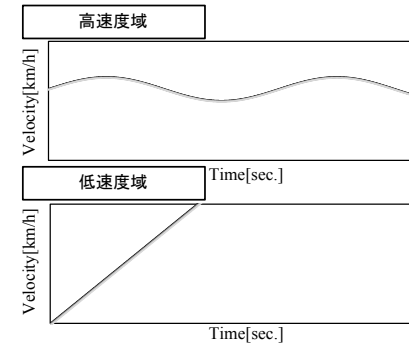 高速度域
Velocity[km/h]
Time[sec.]
低速度域
Velocity[km/h]
Time[sec.]